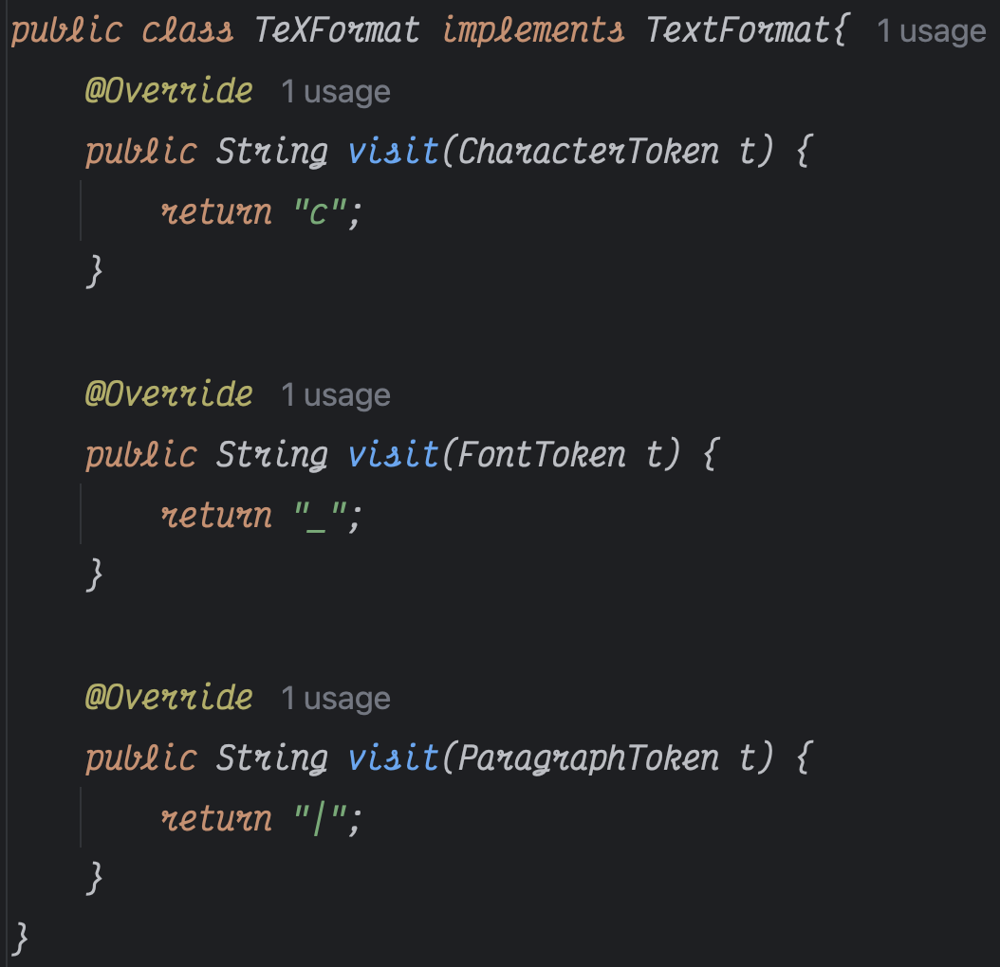 public class TeXFormat implements TextFormat{ 1 usage
@Override 1 usage
public String visit(CharacterToken t) {
return "c";
}
@Override 1 usage
public String visit(FontToken t) {
return "_";
}
@Override 1 usage
public String visit(ParagraphToken t) {
return "|";
}
}